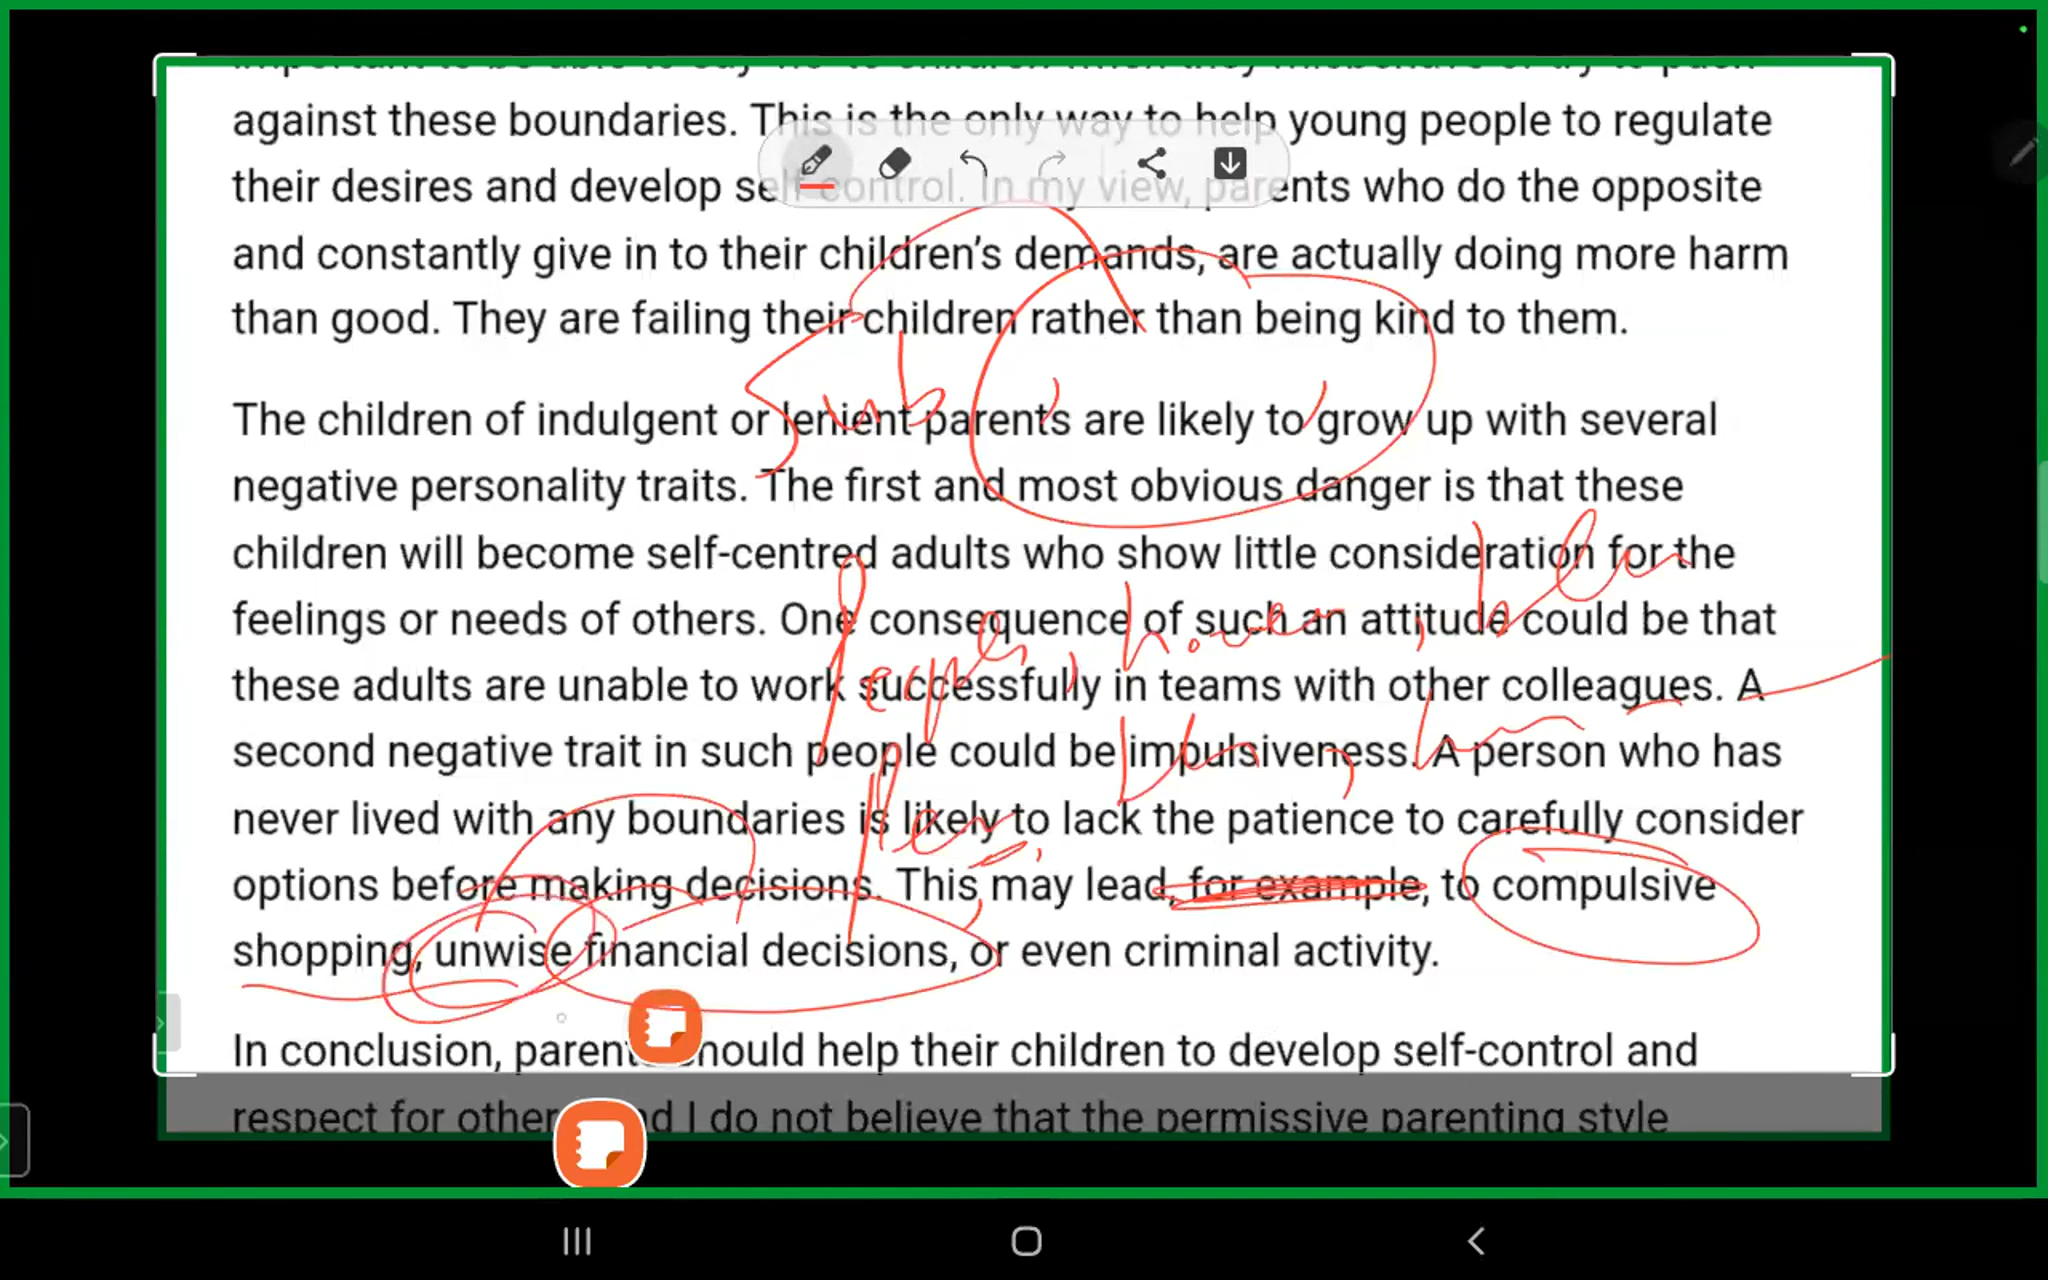 against these boundaries. This is the only way to help young people to regulate
their desires and develop self-control. In my view, parents who do the opposite
and constantly give in to their children's demands, are actually doing more harm
than good. They are failing their children rather than being kind to them.
Sub
The children of indulgent or lenient parents are likely to grow up with several
negative personality traits. The first and most obvious danger is that these
children will become self-centred adults who show little consideration for the
feelings or needs of others. One consequence of such an attitude could be that
these adults are unable to work successfully in teams with other colleagues. A
second negative trait in such people could be impulsiveness. A person who has
never lived with any boundaries is likely to lack the patience to carefully consider
options before making decisions. This may lead, for example, to compulsive
shopping, unwise financial decisions, or even criminal activity.
In conclusion, parents should help their children to develop self-control and
respect for other nd I do not believe that the permissive parenting style